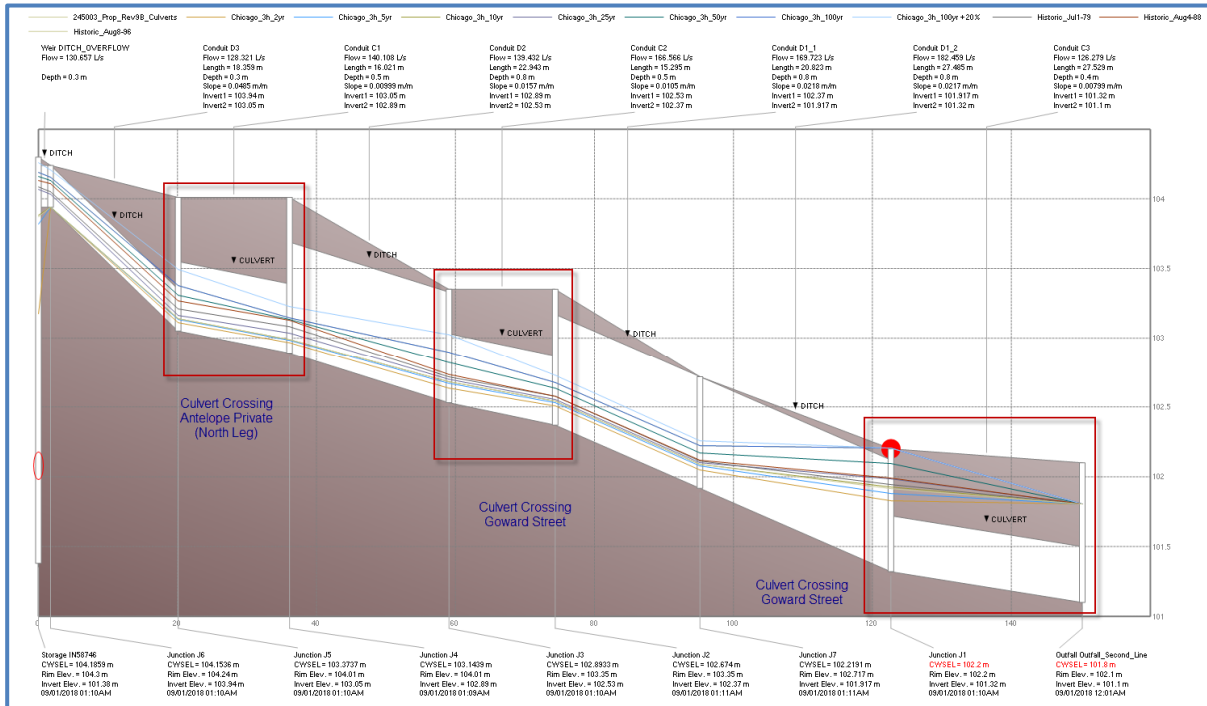 245003_Prop_Rev9B_Culverts Chicago_3h_2yr Chicago_3h_5yr Chicago_3h_10yr Chicago_3h_25yr Chicago_3h_50yr Chicago_3h_100yr Chicago_3h_100yr+20% Historic_Jul1-79 Historic_Aug4-88
Historic_Aug8-96
Weir DITCH_OVERFLOW
Flow = 130.657 L/s
Depth = 0.3 m
Conduit D3
Flow = 128.321 L/s
Length = 18.359 m
Depth = 0.3 m
Slope = 0.0485 m/m
Invert1 = 103.94 m
Invert2 = 103.05 m
Conduit C1
Flow = 140.108 L/s
Length = 16.021 m
Depth = 0.5 m
Slope = 0.00999 m/m
Invert1 = 103.05 m
Invert2 = 102.89 m
Conduit D2
Flow = 139.432 L/s
Length = 22.943 m
Depth = 0.8 m
Slope = 0.0157 m/m
Invert1 = 102.89 m
Invert2 = 102.53 m
Conduit C2
Flow = 166.566 L/s
Length = 15.295 m
Depth = 0.5 m
Slope = 0.0105 m/m
Invert1 = 102.53 m
Invert2 = 102.37 m
Conduit D1_1
Flow = 169.723 L/s
Length = 20.823 m
Depth = 0.8 m
Slope = 0.0218 m/m
Invert1 = 102.37 m
Invert2 = 101.917 m
Conduit D1_2
Flow = 182.459 L/s
Length = 27.485 m
Depth = 0.8 m
Slope = 0.0217 m/m
Invert1 = 101.917 m
Invert2 = 101.32 m
Conduit C3
Flow = 126.279 L/s
Length = 27.529 m
Depth = 0.4 m
Slope = 0.00799 m/m
Invert1 = 101.32 m
Invert2 = 101.1 m
DITCH
104
DITCH
DITCH
CULVERT
103.5
DITCH
CULVERT
103
Culvert Crossing
Antelope Private
(North Leg)
DITCH
102.5
102
Culvert Crossing
Goward Street
CULVERT
101.5
Culvert Crossing
Goward Street
101
0 20 40 60 80 100 120 140
Storage IN58746
CWSEL = 104.1859 m
Rim Elev. = 104.3 m
Invert Elev. = 101.38 m
09/01/2018 01:10AM
Junction J6
CWSEL = 104.1536 m
Rim Elev. = 104.24 m
Invert Elev. = 103.94 m
09/01/2018 01:10AM
Junction J5
CWSEL = 103.3737 m
Rim Elev. = 104.01 m
Invert Elev. = 103.05 m
09/01/2018 01:10AM
Junction J4
CWSEL = 103.1439 m
Rim Elev. = 104.01 m
Invert Elev. = 102.89 m
09/01/2018 01:09AM
Junction J3
CWSEL = 102.8933 m
Rim Elev. = 103.35 m
Invert Elev. = 102.53 m
09/01/2018 01:10AM
Junction J2
CWSEL = 102.674 m
Rim Elev. = 103.35 m
Invert Elev. = 102.37 m
09/01/2018 01:11AM
Junction J7
CWSEL = 102.2191 m
Rim Elev. = 102.717 m
Invert Elev. = 101.917 m
09/01/2018 01:11AM
Junction J1
CWSEL = 102.2 m
Rim Elev. = 102.2 m
Invert Elev. = 101.32 m
09/01/2018 01:10AM
Outfall Outfall_Second_Line
CWSEL = 101.8 m
Rim Elev. = 102.1 m
Invert Elev. = 101.1 m
09/01/2018 12:01AM